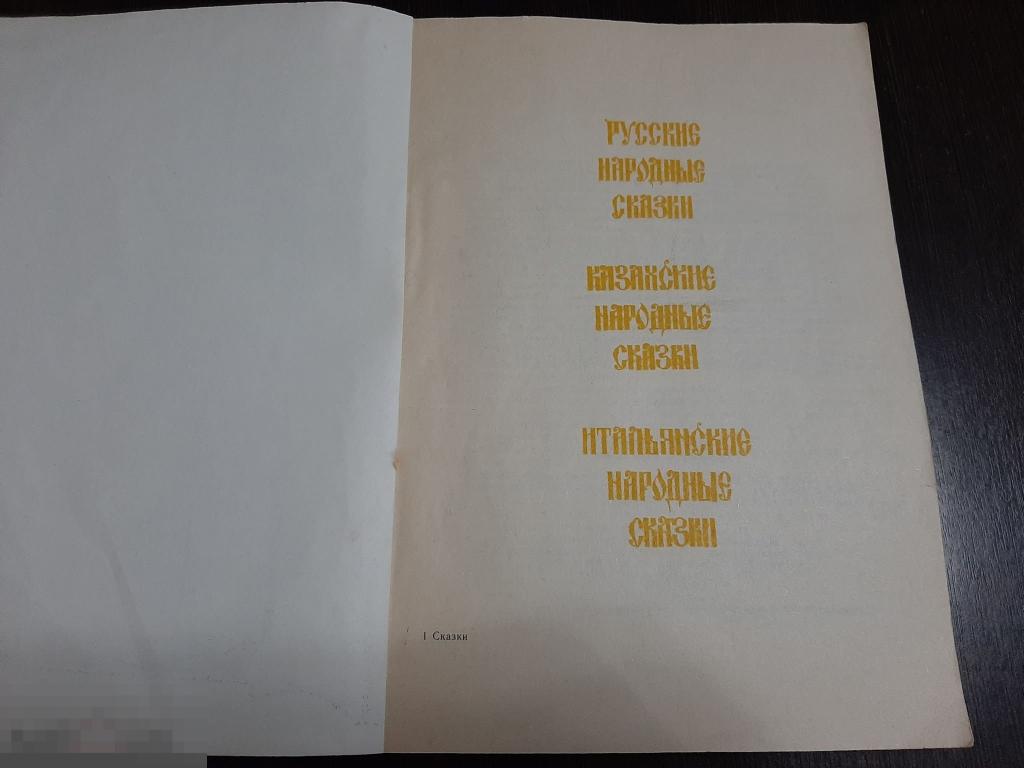 РУССКИЕ
НАРОДНЫЕ
СКАЗКИ
КАЗАХСКИЕ
НАРОДНЫЕ
СКАЗКИ
ИТАЛЬЯНСКИЕ
НАРОДНЫЕ
СКАЗКИ
1 Сказки